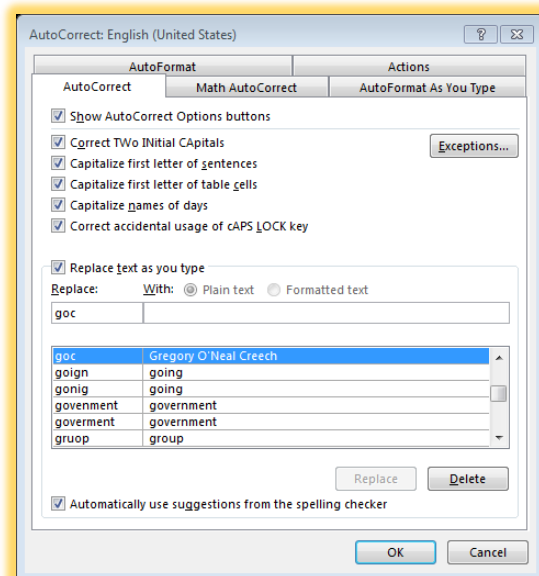 AutoCorrect: English (United States)
AutoFormat Actions
AutoCorrect Math AutoCorrect AutoFormat As You Type
Show AutoCorrect Options buttons
Correct TWo INitial CApitals Exceptions...
Capitalize first letter of sentences
Capitalize first letter of table cells
Capitalize names of days
Correct accidental usage of cAPS LOCK key
Replace text as you type
Replace: With: Plain text Formatted text
goc
goc Gregory O'Neal Creech
goign going
gonig going
govenment government
goverment government
gruop group
Replace Delete
Automatically use suggestions from the spelling checker
OK Cancel